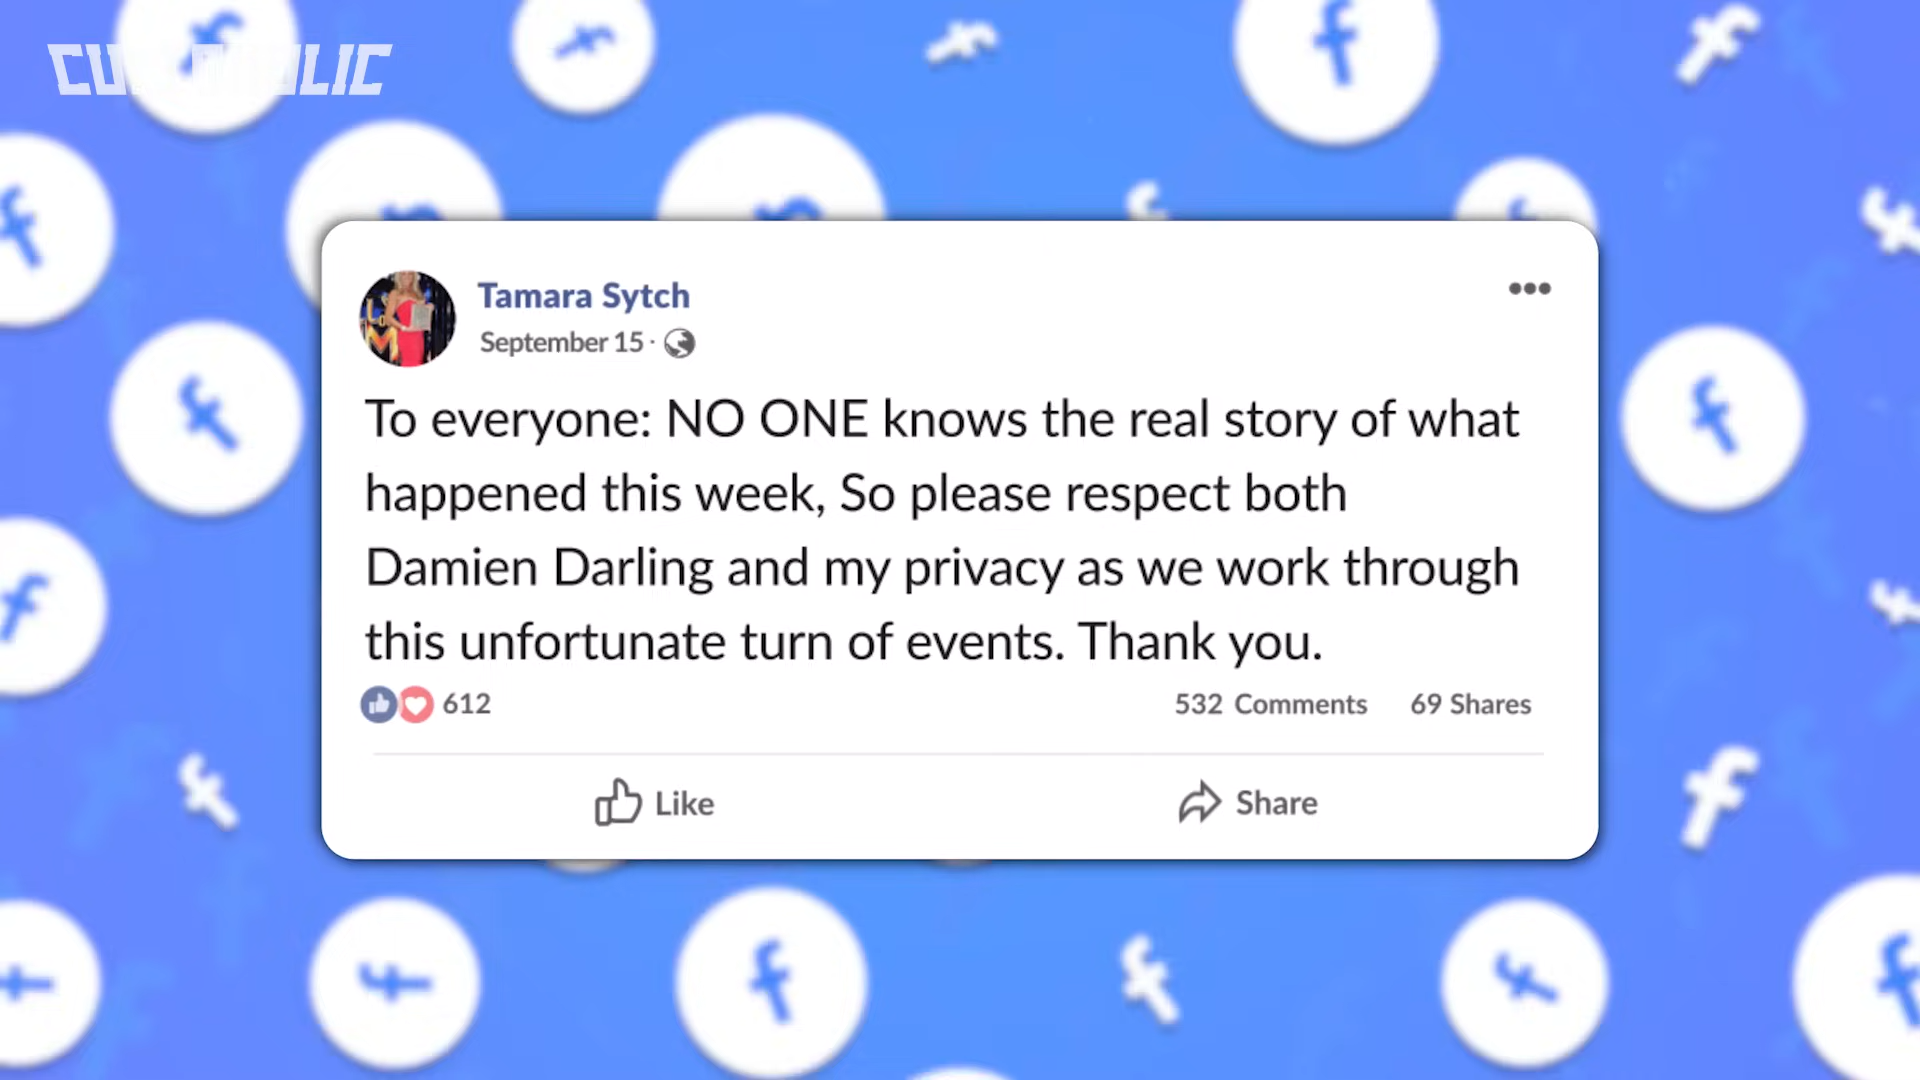 CULTAHOLIC
Tamara Sytch
September 15 ·
To everyone: NO ONE knows the real story of what
happened this week, So please respect both
Damien Darling and my privacy as we work through
this unfortunate turn of events. Thank you.
612
532 Comments 69 Shares
Like Share